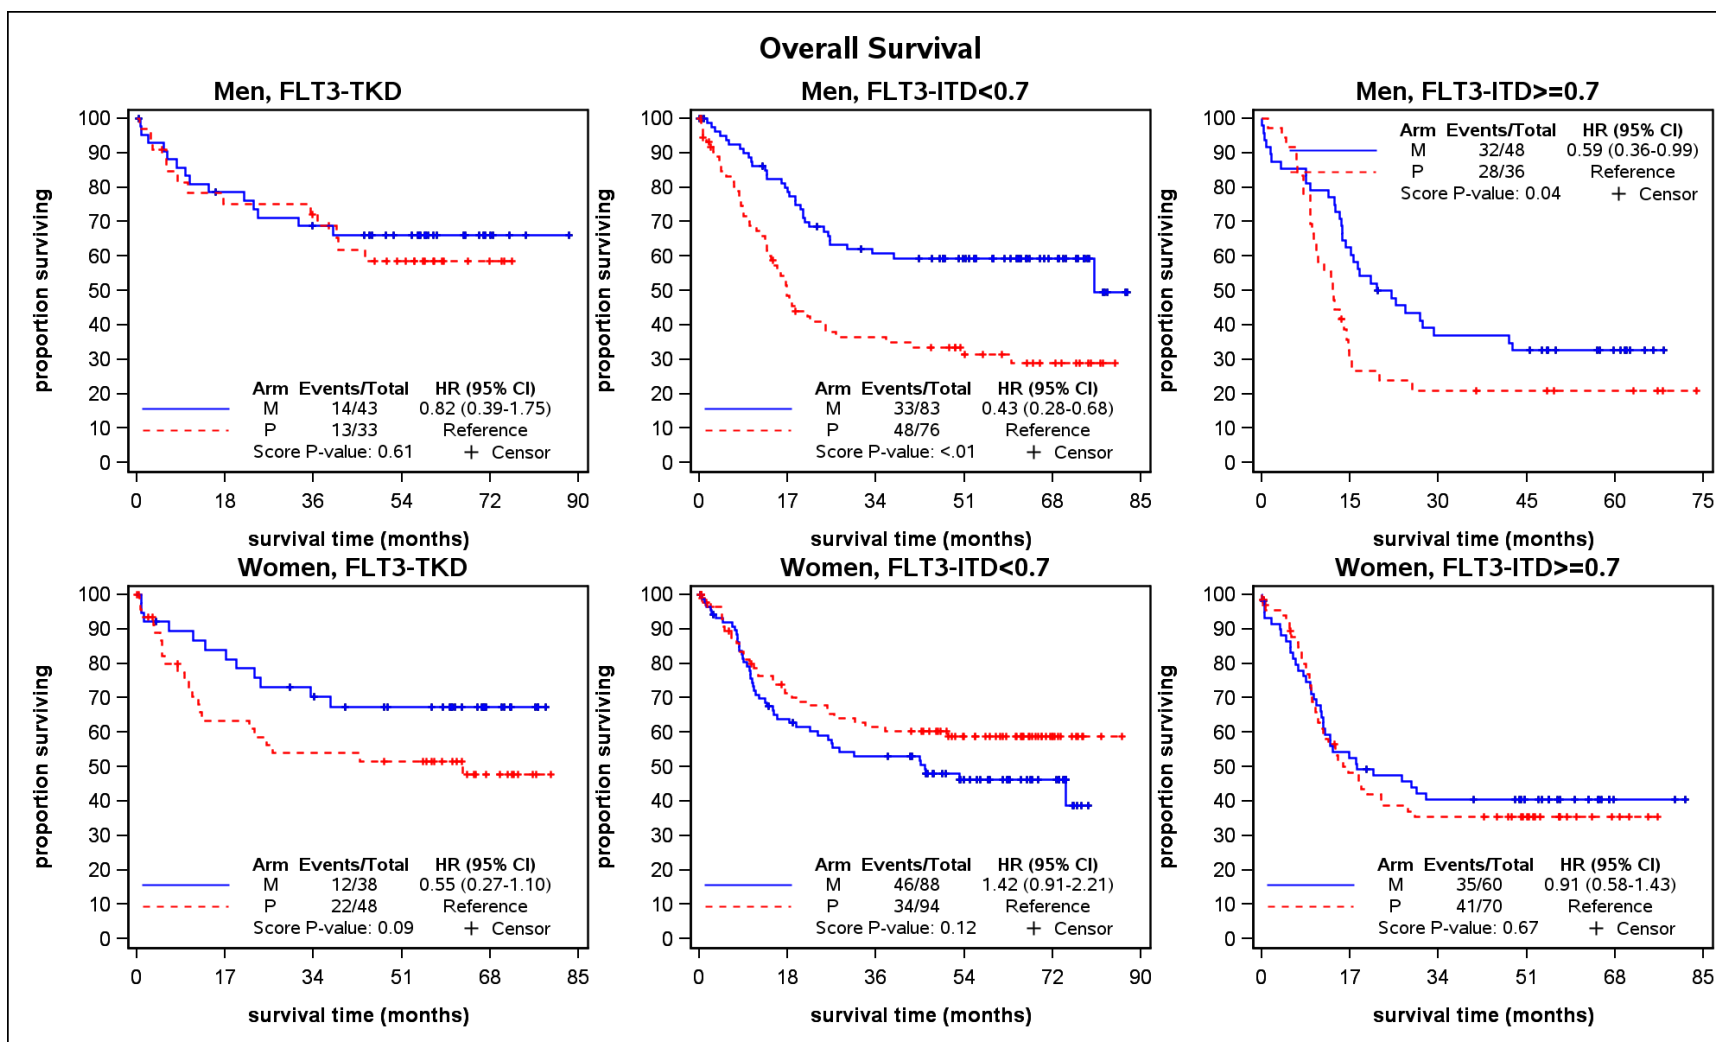 Overall Survival
Men, FLT3-TKD
proportion surviving
100
90
80
70
60
50
40
30
20
10
0
Arm Events/Total HR (95% CI)
M 14/43 0.82 (0.39-1.75)
P 13/33 Reference
Score P-value: 0.61 + Censor
0 18 36 54 72 90
survival time (months)
Men, FLT3-ITD<0.7
proportion surviving
100
90
80
70
60
50
40
30
20
10
0
Arm Events/Total HR (95% CI)
M 33/83 0.43 (0.28-0.68)
P 48/76 Reference
Score P-value: <.01 + Censor
0 17 34 51 68 85
survival time (months)
Men, FLT3-ITD>=0.7
proportion surviving
100
90
80
70
60
50
40
30
20
10
0
Arm Events/Total HR (95% CI)
M 32/48 0.59 (0.36-0.99)
P 28/36 Reference
Score P-value: 0.04 + Censor
0 15 30 45 60 75
survival time (months)
Women, FLT3-TKD
proportion surviving
100
90
80
70
60
50
40
30
20
10
0
Arm Events/Total HR (95% CI)
M 12/38 0.55 (0.27-1.10)
P 22/48 Reference
Score P-value: 0.09 + Censor
0 17 34 51 68 85
survival time (months)
Women, FLT3-ITD<0.7
proportion surviving
100
90
80
70
60
50
40
30
20
10
0
Arm Events/Total HR (95% CI)
M 46/88 1.42 (0.91-2.21)
P 34/94 Reference
Score P-value: 0.12 + Censor
0 18 36 54 72 90
survival time (months)
Women, FLT3-ITD>=0.7
proportion surviving
100
90
80
70
60
50
40
30
20
10
0
Arm Events/Total HR (95% CI)
M 35/60 0.91 (0.58-1.43)
P 41/70 Reference
Score P-value: 0.67 + Censor
0 17 34 51 68 85
survival time (months)